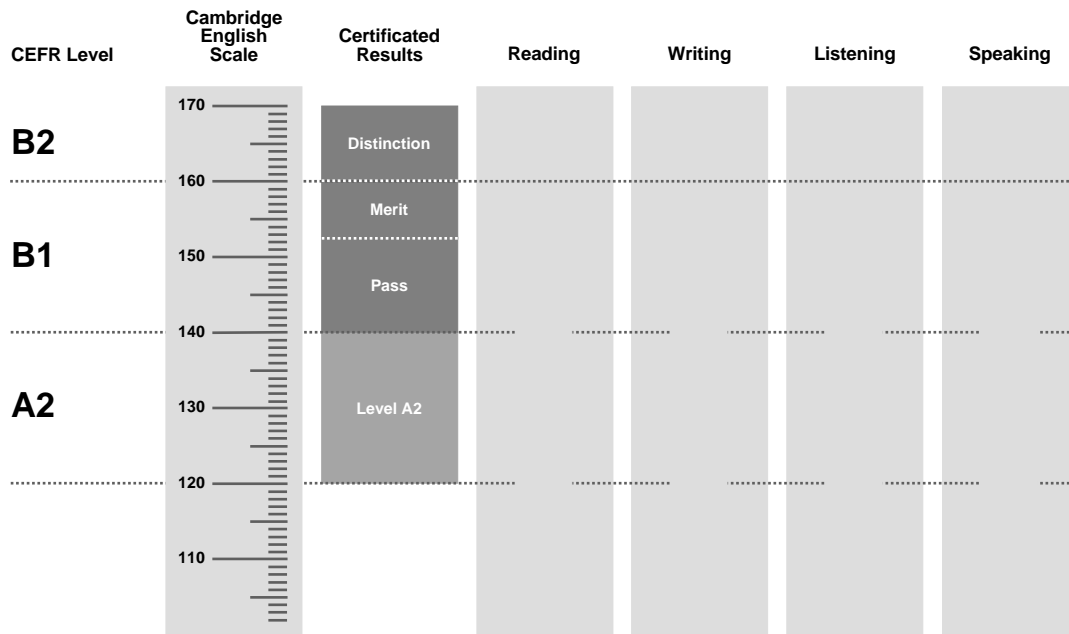 CEFR Level
Cambridge
English
Scale
Certificated
Results
Reading
Writing
Listening
Speaking
170
B2
Distinction
160
Merit
B1
150
Pass
140
A2
130
Level A2
120
110